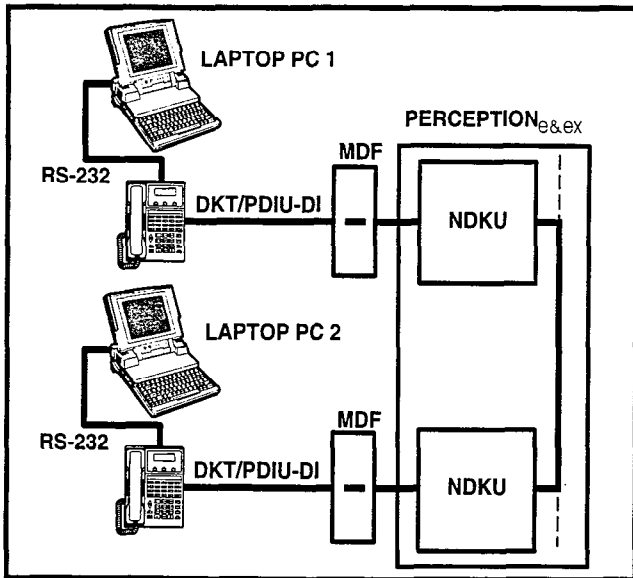 LAPTOP PC 1
PERCEPTIONe&ex
MDF
RS-232
DKT/PDIU-DI
NDKU
LAPTOP PC 2
MDF
RS-232
DKT/PDIU-DI
NDKU